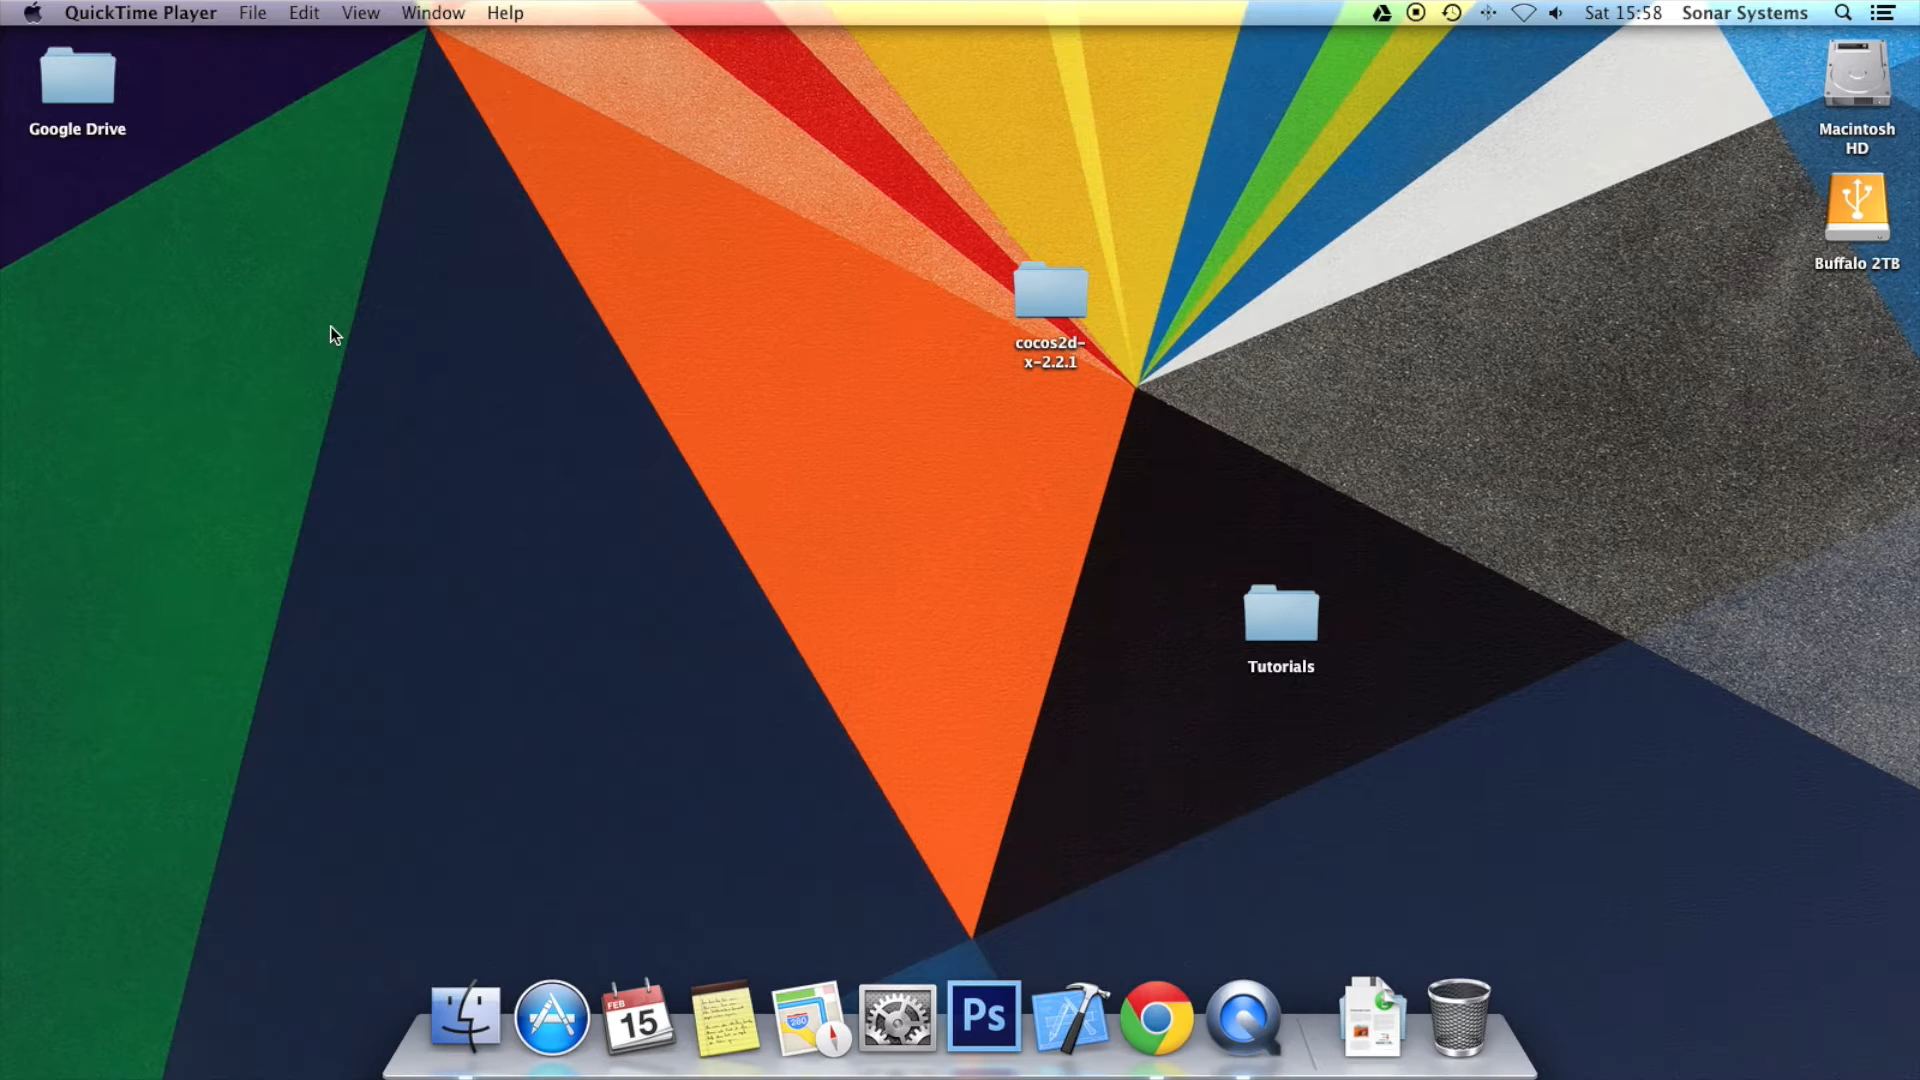 QuickTime Player File Edit View Window Help Sat 15:58 Sonar Systems
Google Drive
Macintosh
HD
Buffalo 2TB
cocos2d-
x-2.2.1
Tutorials
FEB
15
280
Ps